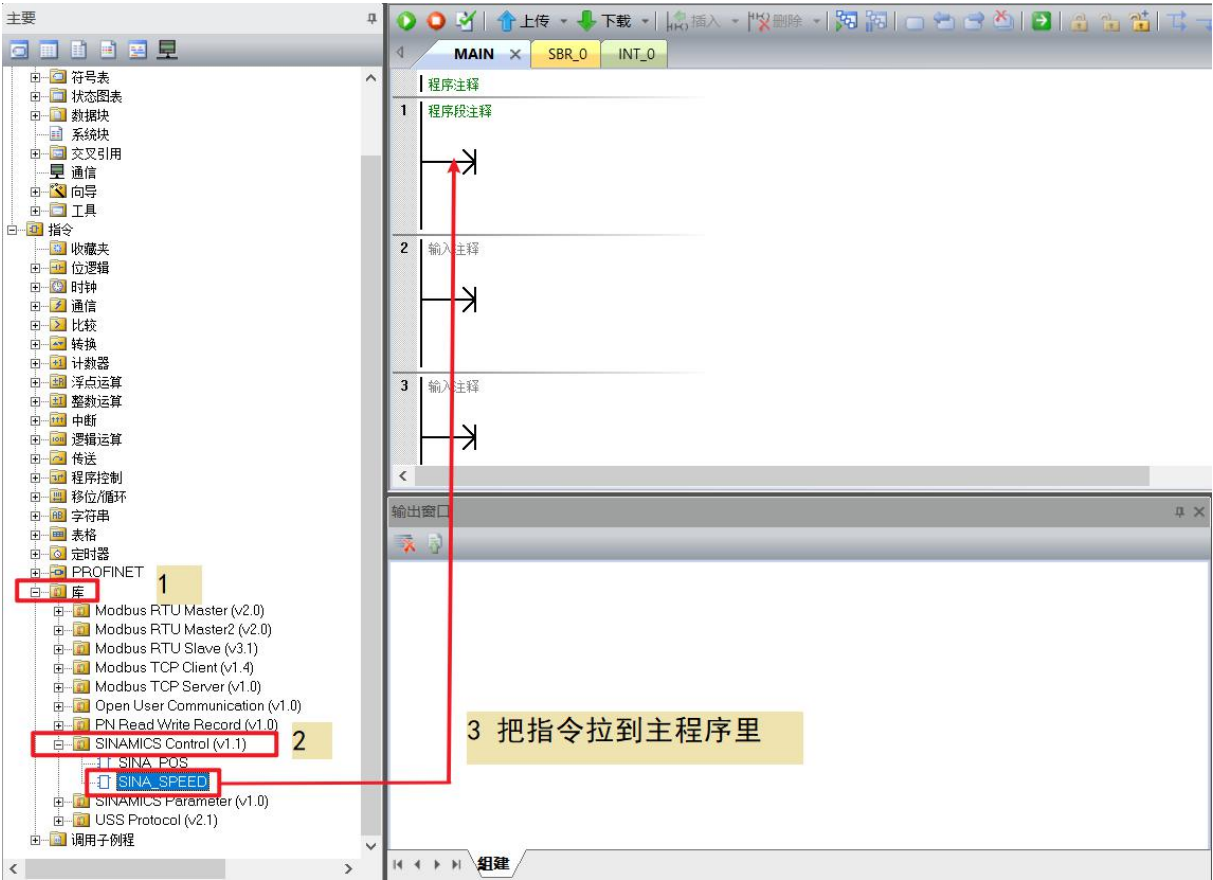 主要
上传
下载
插入
删除
MAIN
SBR_0
INT_0
符号表
状态图表
数据块
系统块
交叉引用
通信
向导
工具
指令
收藏夹
位逻辑
时钟
通信
比较
转换
计数器
浮点运算
整数运算
中断
逻辑运算
传送
程序控制
移位/循环
字符串
表格
定时器
PROFINET
库
1
Modbus RTU Master (v2.0)
Modbus RTU Master2 (v2.0)
Modbus RTU Slave (v3.1)
Modbus TCP Client (v1.4)
Modbus TCP Server (v1.0)
Open User Communication (v1.0)
PN Read Write Record (v1.0)
SINAMICS Control (v1.1)
2
SINA_POS
SINA_SPEED
SINAMICS Parameter (v1.0)
USS Protocol (v2.1)
调用子例程
程序注释
1 程序段注释
2 输入注释
3 输入注释
输出窗口
3 把指令拉到主程序里
组建